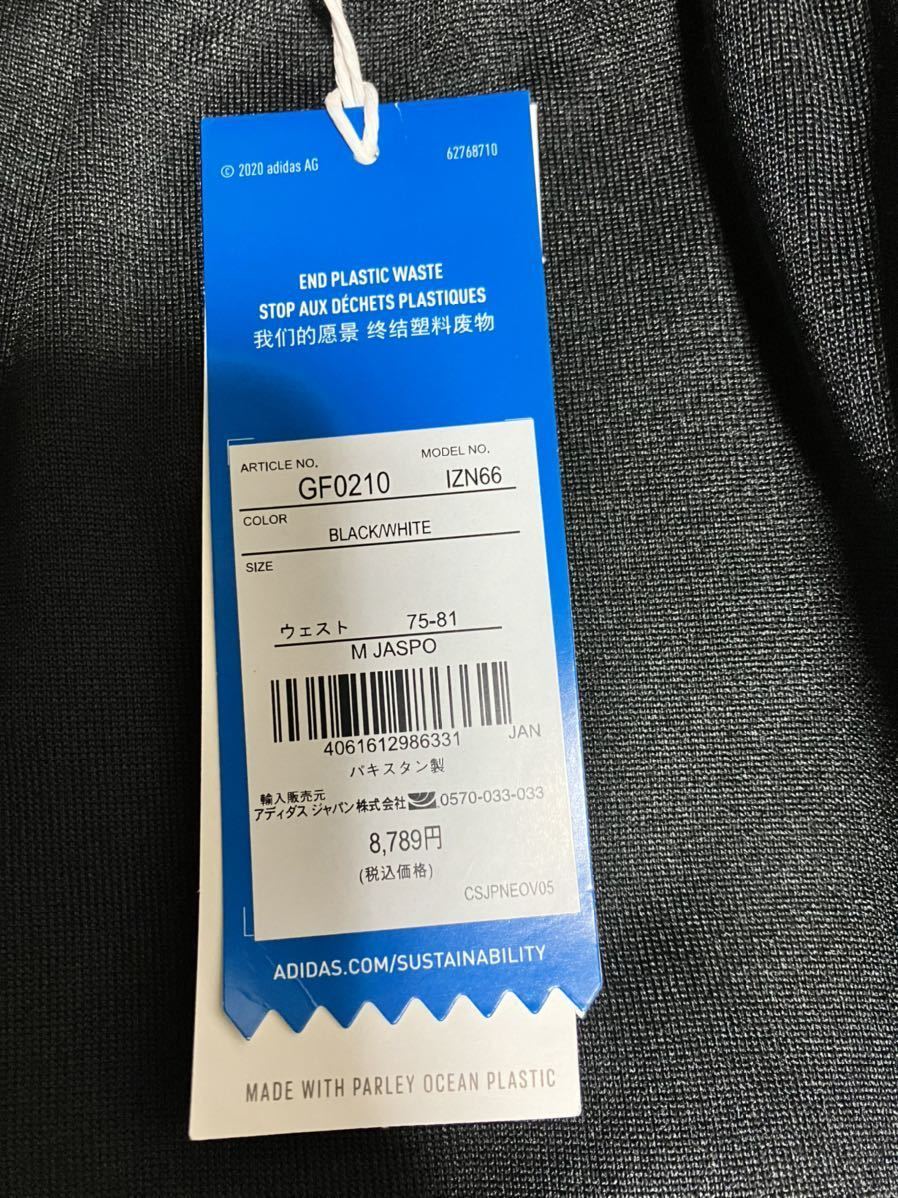 © 2020 adidas AG 62768710
END PLASTIC WASTE
STOP AUX DÉCHETS PLASTIQUES
我们的愿景 终结塑料废物
ARTICLE NO. MODEL NO.
GF0210 IZN66
COLOR
BLACK/WHITE
SIZE
ウェスト 75-81
M JASPO
4061612986331 JAN
パキスタン製
輸入販売元
アディダス ジャパン株式会社 0570-033-033
8,789円
(税込価格)
CSJPNEOV05
ADIDAS.COM/SUSTAINABILITY
MADE WITH PARLEY OCEAN PLASTIC